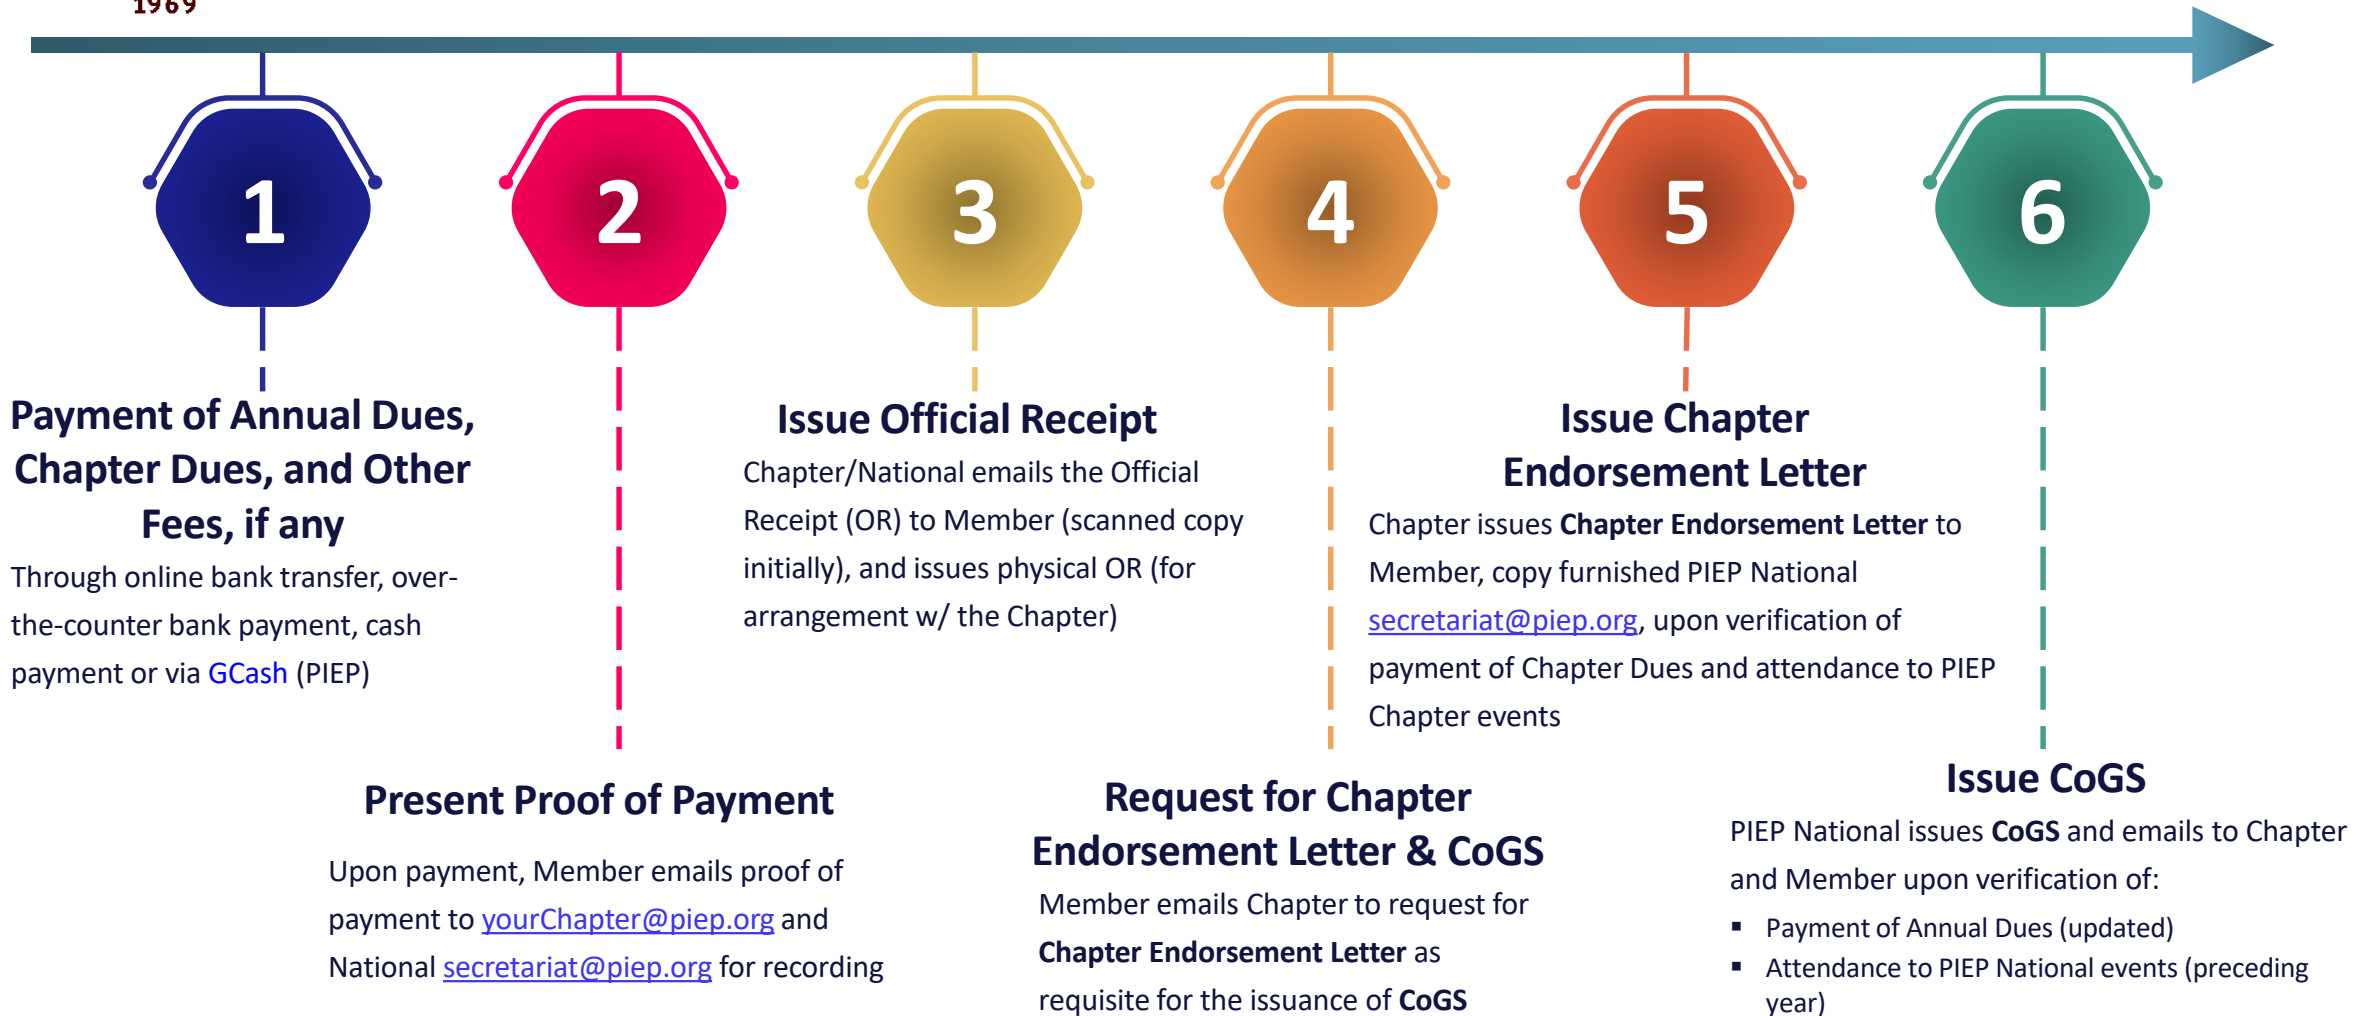 1969
1
2
3
4
5
6
Payment of Annual Dues,
Chapter Dues, and Other
Fees, if any
Through online bank transfer, over-
the-counter bank payment, cash
payment or via GCash (PIEP)
Present Proof of Payment
Upon payment, Member emails proof of
payment to yourChapter@piep.org and
National secretariat@piep.org for recording
Issue Official Receipt
Chapter/National emails the Official
Receipt (OR) to Member (scanned copy
initially), and issues physical OR (for
arrangement w/ the Chapter)
Request for Chapter
Endorsement Letter & CoGS
Member emails Chapter to request for
Chapter Endorsement Letter as
requisite for the issuance of CoGS
Issue Chapter
Endorsement Letter
Chapter issues Chapter Endorsement Letter to
Member, copy furnished PIEP National
secretariat@piep.org, upon verification of
payment of Chapter Dues and attendance to PIEP
Chapter events
Issue CoGS
PIEP National issues CoGS and emails to Chapter
and Member upon verification of:
▪ Payment of Annual Dues (updated)
▪ Attendance to PIEP National events (preceding
year)